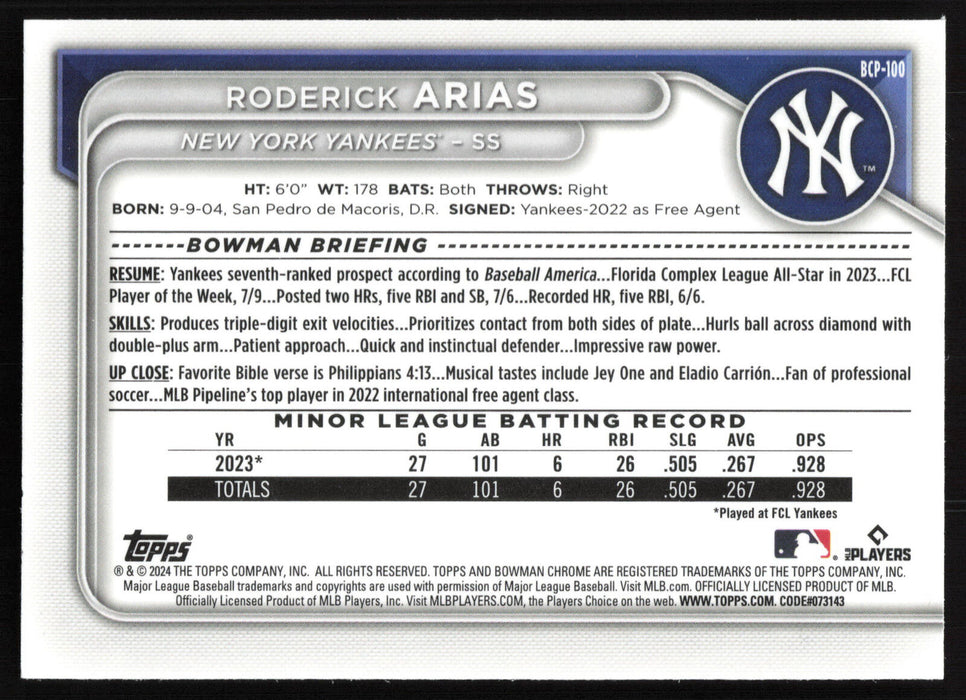 BCP-100
RODERICK ARIAS
NEW YORK YANKEES® – SS
NY
™
HT: 6'0" WT: 178 BATS: Both THROWS: Right
BORN: 9-9-04, San Pedro de Macoris, D.R. SIGNED: Yankees-2022 as Free Agent
-------BOWMAN BRIEFING --------------------------------------------
RESUME: Yankees seventh-ranked prospect according to Baseball America...Florida Complex League All-Star in 2023...FCL
Player of the Week, 7/9...Posted two HRs, five RBI and SB, 7/6...Recorded HR, five RBI, 6/6.
SKILLS: Produces triple-digit exit velocities...Prioritizes contact from both sides of plate...Hurls ball across diamond with
double-plus arm...Patient approach...Quick and instinctual defender...Impressive raw power.
UP CLOSE: Favorite Bible verse is Philippians 4:13...Musical tastes include Jey One and Eladio Carrión...Fan of professional
soccer...MLB Pipeline's top player in 2022 international free agent class.
MINOR LEAGUE BATTING RECORD
YR G AB HR RBI SLG AVG OPS
2023* 27 101 6 26 .505 .267 .928
TOTALS 27 101 6 26 .505 .267 .928
*Played at FCL Yankees
Topps®
® MLB PLAYERS
® & © 2024 THE TOPPS COMPANY, INC. ALL RIGHTS RESERVED. TOPPS AND BOWMAN CHROME ARE REGISTERED TRADEMARKS OF THE TOPPS COMPANY, INC.
Major League Baseball trademarks and copyrights are used with permission of Major League Baseball. Visit MLB.com. OFFICIALLY LICENSED PRODUCT OF MLB.
Officially Licensed Product of MLB Players, Inc. Visit MLBPLAYERS.COM, the Players Choice on the web. WWW.TOPPS.COM. CODE#073143